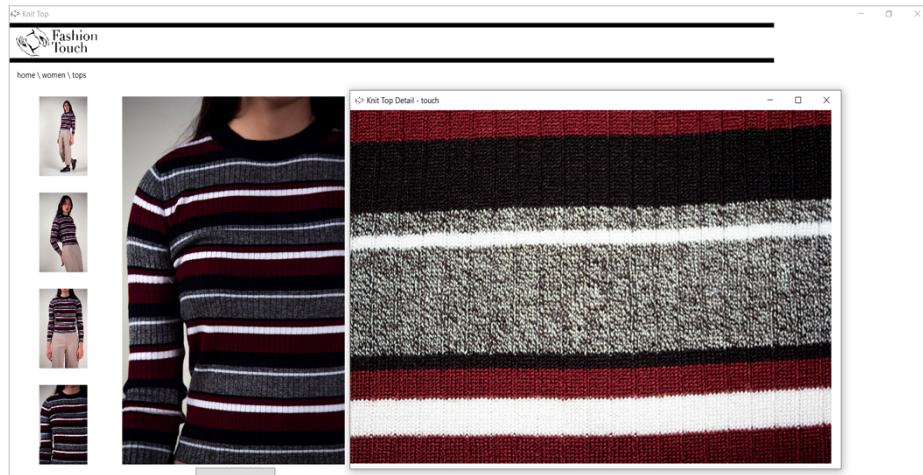 Knit Top
Fashion
Touch
home \ women \ tops
Knit Top Detail - touch